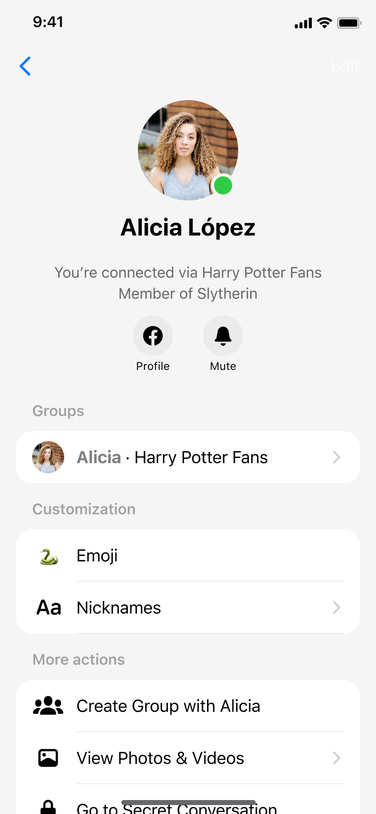 9:41
Edit
Alicia López
You’re connected via Harry Potter Fans
Member of Slytherin
Profile
Mute
Groups
Alicia · Harry Potter Fans
Customization
Emoji
Aa Nicknames
More actions
Create Group with Alicia
View Photos & Videos
Go to Secret Conversation